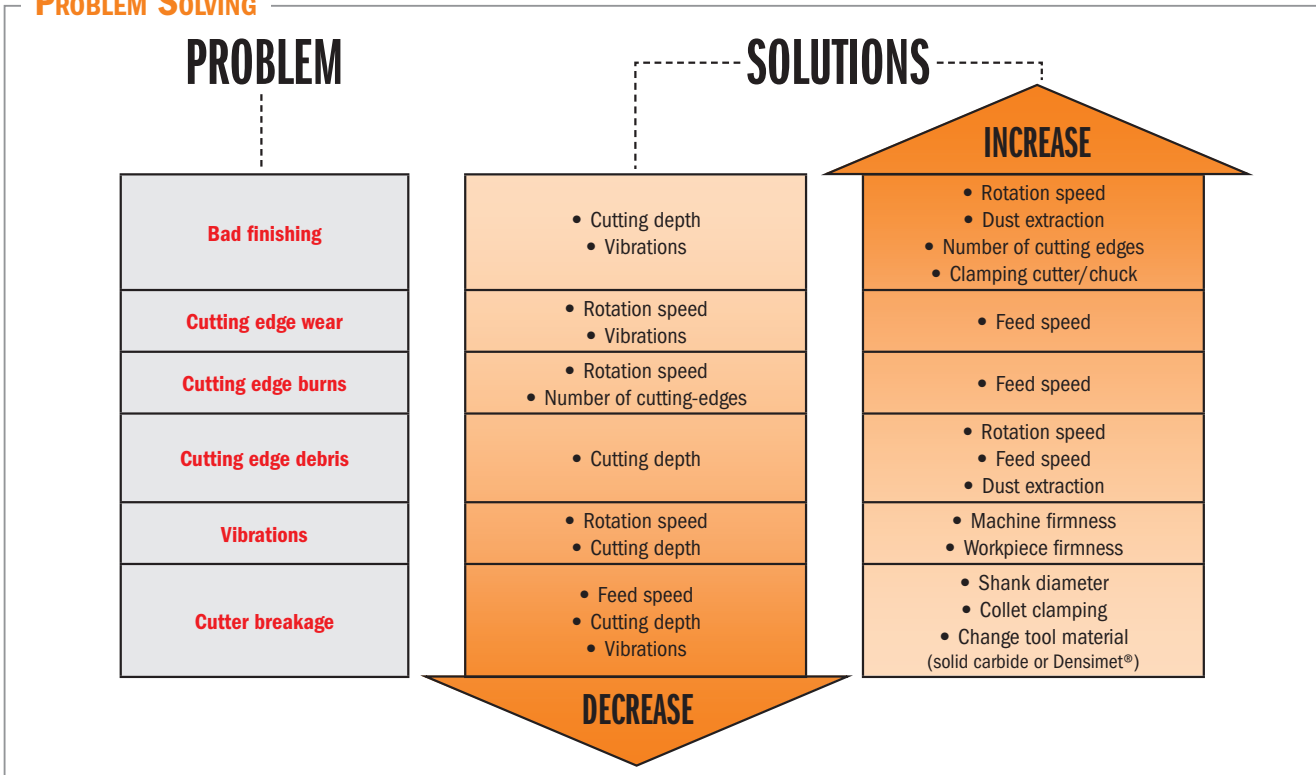 PROBLEM SOLVING
PROBLEM
SOLUTIONS
INCREASE
Bad finishing
• Cutting depth
• Vibrations
• Rotation speed
• Dust extraction
• Number of cutting edges
• Clamping cutter/chuck
Cutting edge wear
• Rotation speed
• Vibrations
• Feed speed
Cutting edge burns
• Rotation speed
• Number of cutting-edges
• Feed speed
Cutting edge debris
• Cutting depth
• Rotation speed
• Feed speed
• Dust extraction
Vibrations
• Rotation speed
• Cutting depth
• Machine firmness
• Workpiece firmness
Cutter breakage
• Feed speed
• Cutting depth
• Vibrations
• Shank diameter
• Collet clamping
• Change tool material
(solid carbide or Densimet®)
DECREASE